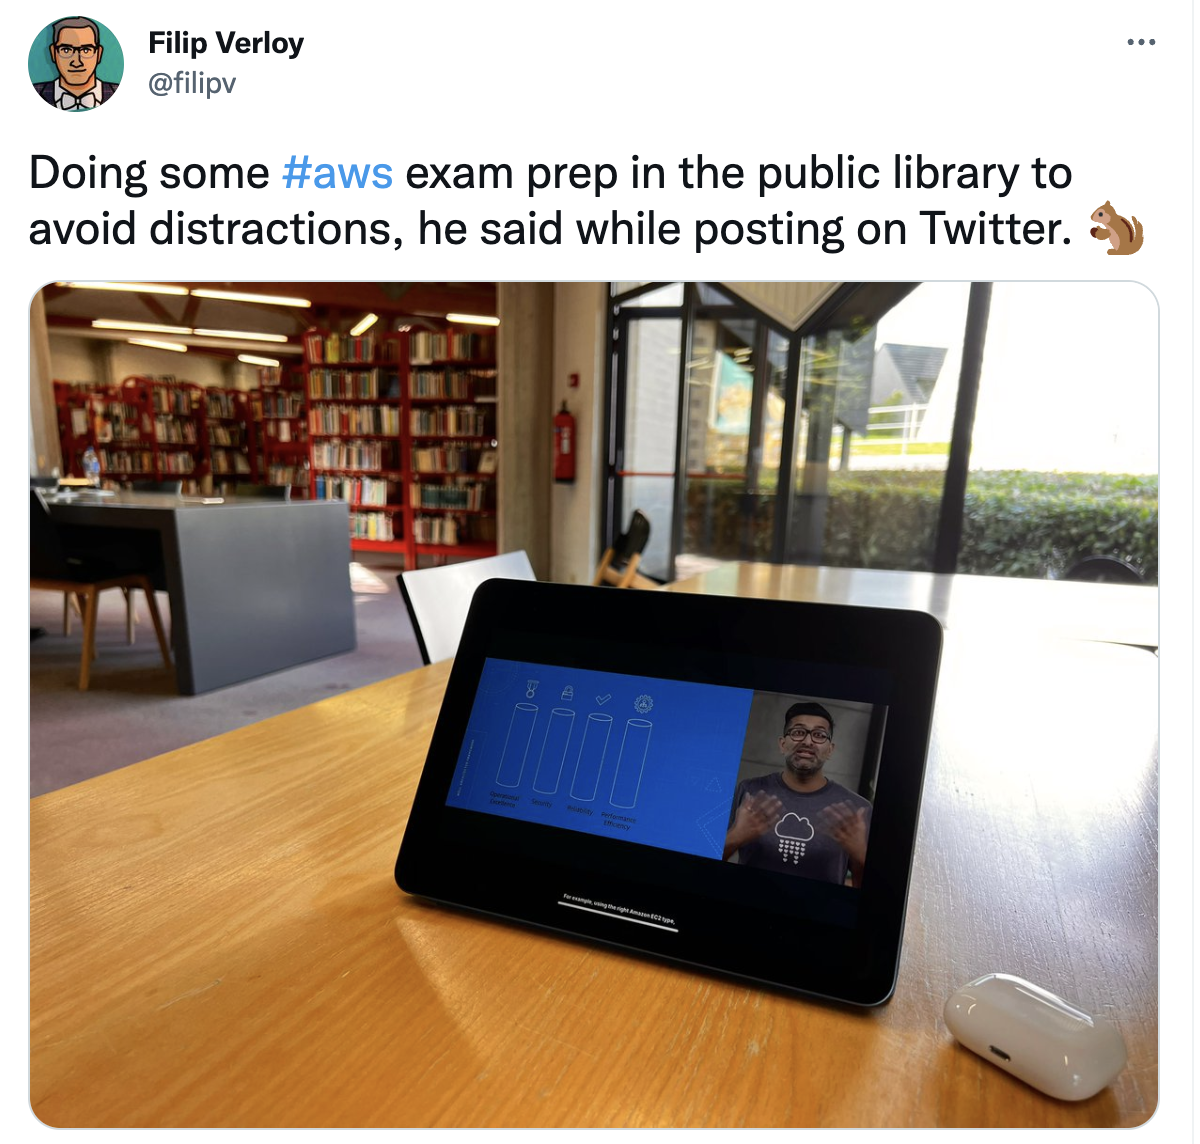 Filip Verloy
@filipv
Doing some #aws exam prep in the public library to
avoid distractions, he said while posting on Twitter. 🐿️
Operational
Excellence
Security
Reliability
Performance
Efficiency
For example, using the right Amazon EC2 type.